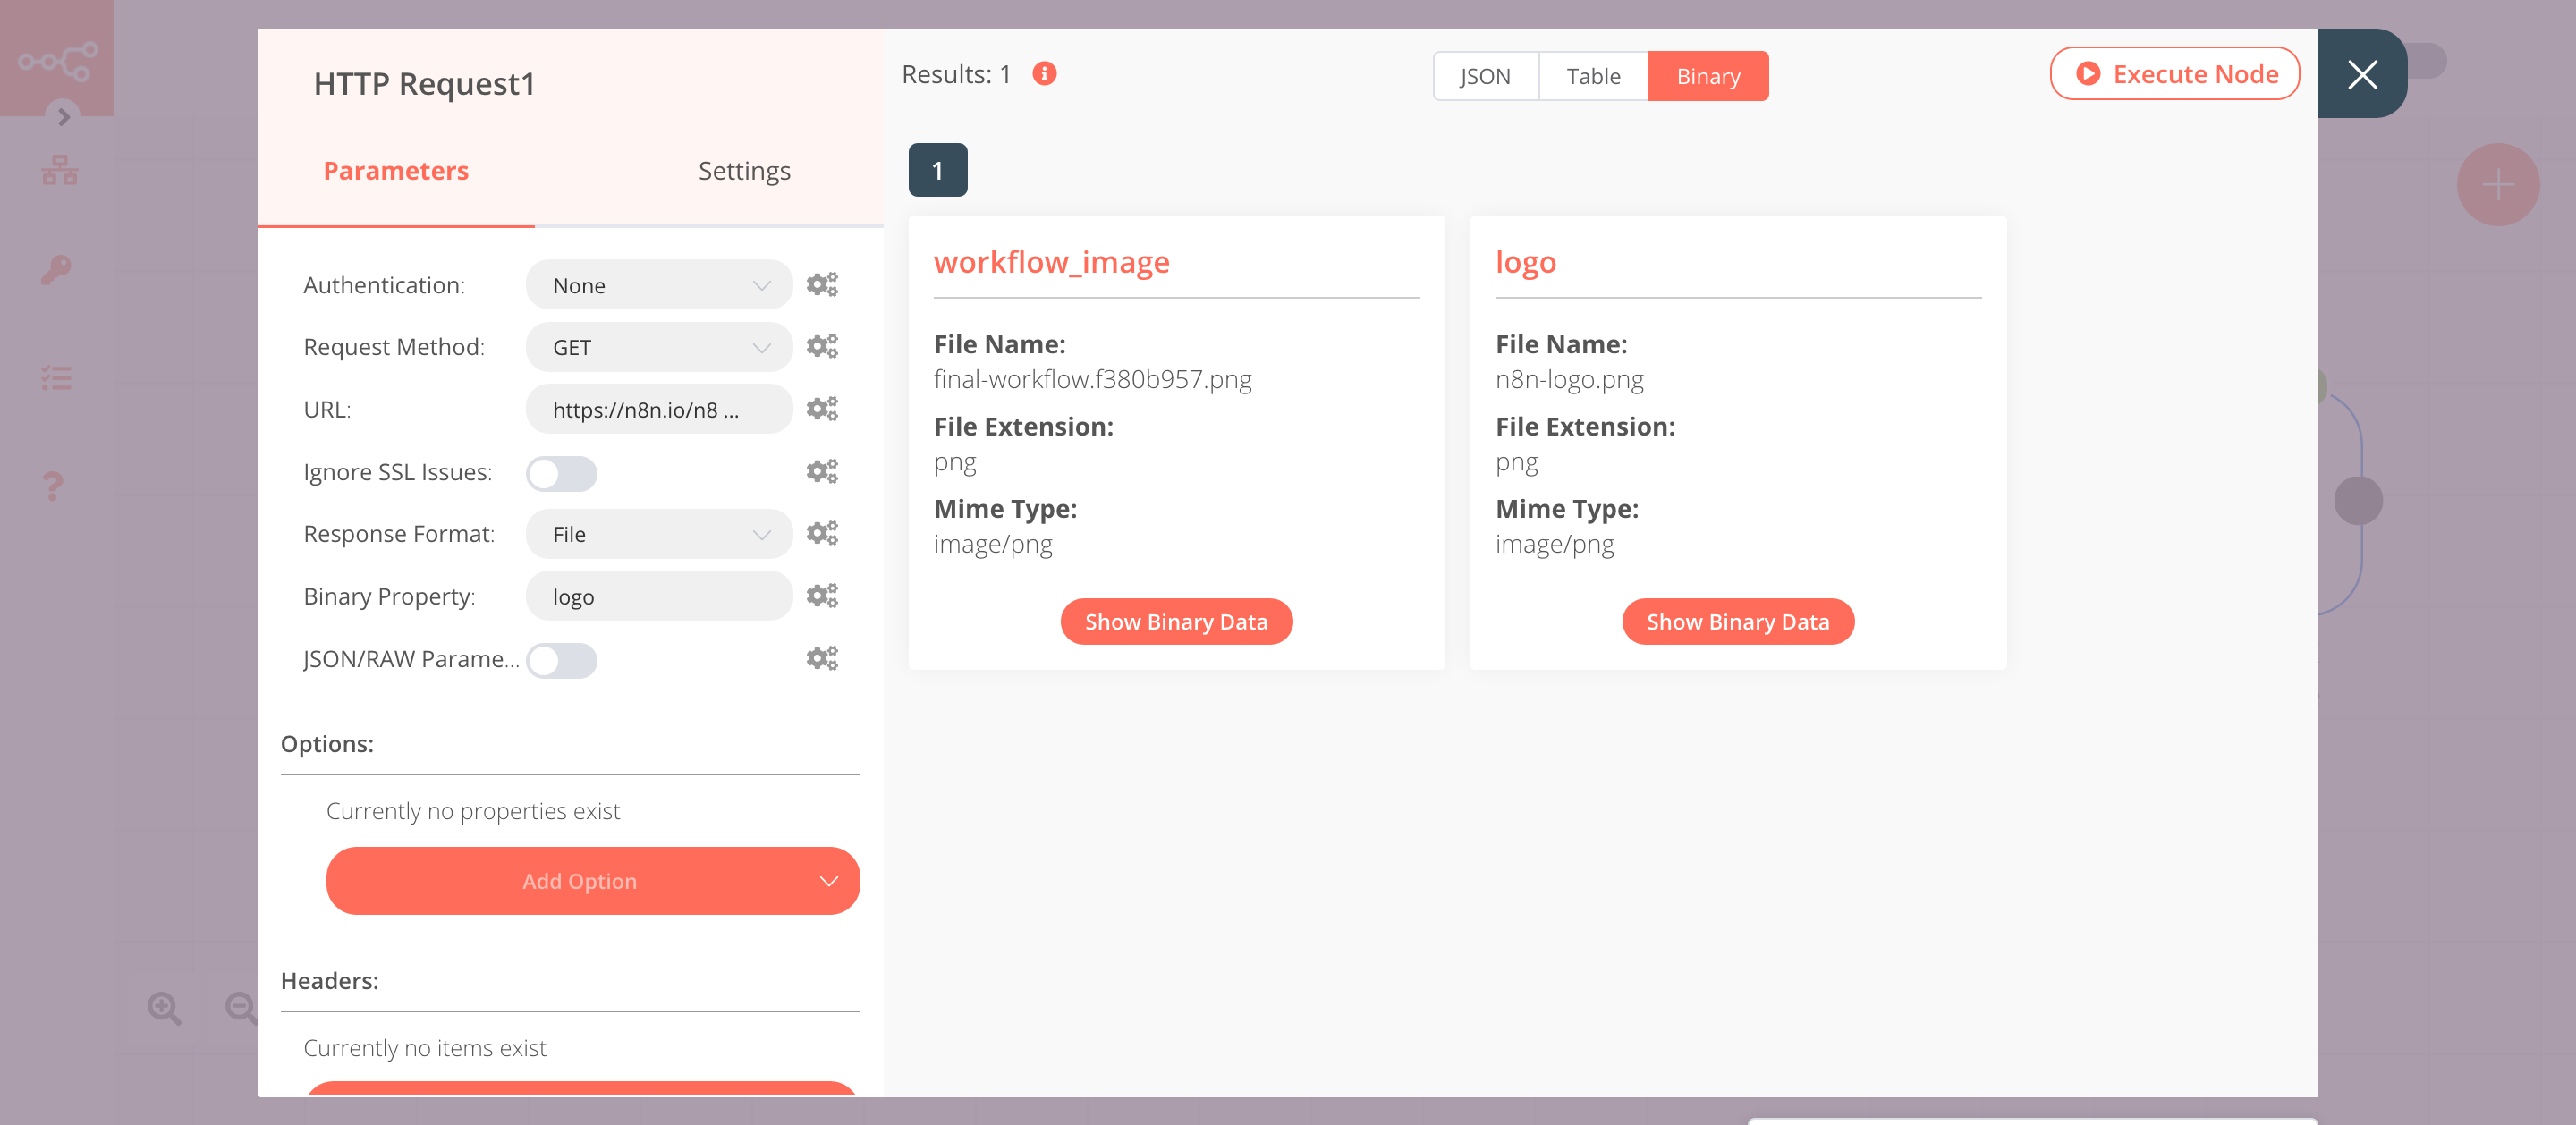 HTTP Request1
Parameters
Settings
Authentication:
None
Request Method:
GET
URL:
https://n8n.io/n8 ...
Ignore SSL Issues:
Response Format:
File
Binary Property:
logo
JSON/RAW Parame...
Options:
Currently no properties exist
Add Option
Headers:
Currently no items exist
Results: 1
JSON
Table
Binary
Execute Node
1
workflow_image
File Name:
final-workflow.f380b957.png
File Extension:
png
Mime Type:
image/png
Show Binary Data
logo
File Name:
n8n-logo.png
File Extension:
png
Mime Type:
image/png
Show Binary Data